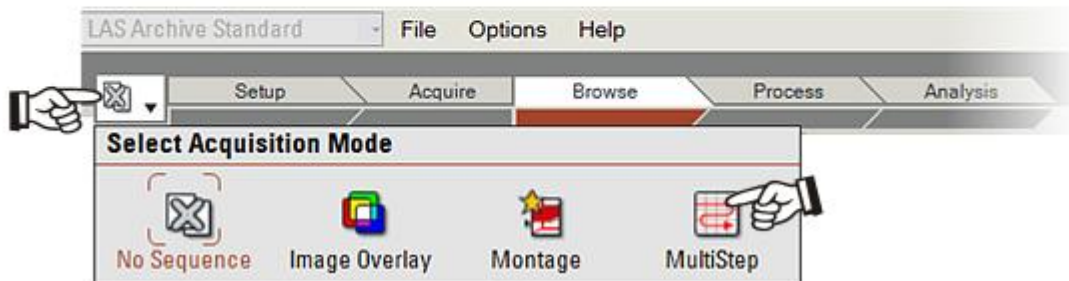 LAS Archive Standard File Options Help
Setup Acquire Browse Process Analysis
Select Acquisition Mode
No Sequence Image Overlay Montage MultiStep